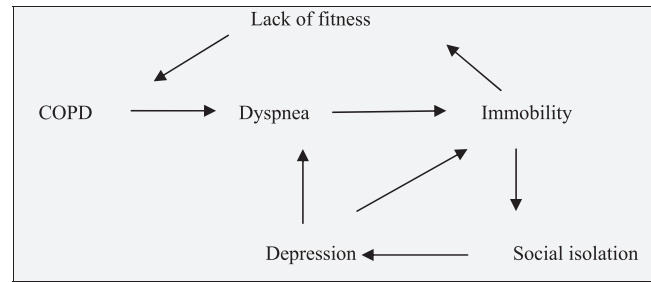 Lack of fitness
COPD Dyspnea Immobility
Depression Social isolation